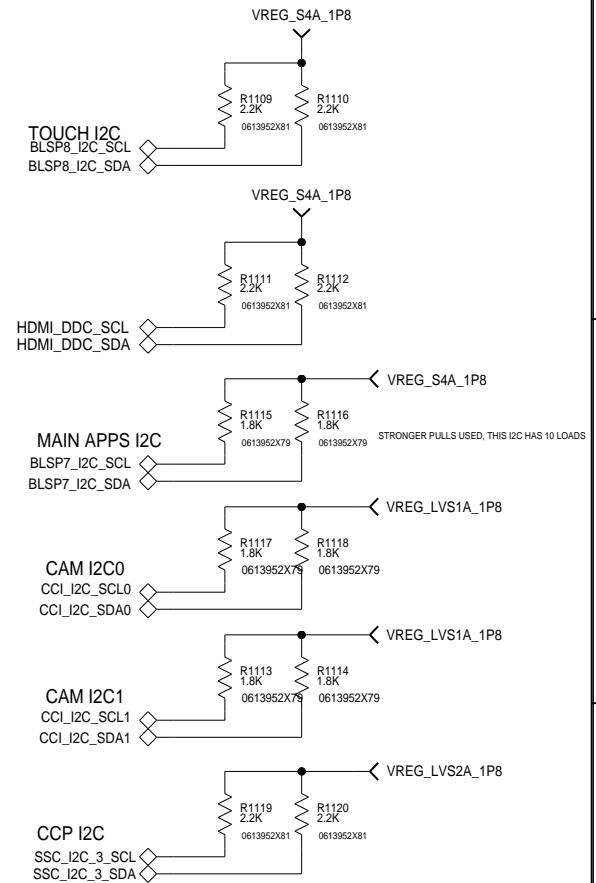 VREG_S4A_1P8
R1109
2.2K
0613952X81
R1110
2.2K
0613952X81
TOUCH I2C
BLSP8_I2C_SCL
BLSP8_I2C_SDA
VREG_S4A_1P8
R1111
2.2K
0613952X81
R1112
2.2K
0613952X81
HDMI_DDC_SCL
HDMI_DDC_SDA
VREG_S4A_1P8
R1115
1.8K
0613952X79
R1116
1.8K
0613952X79
STRONGER PULLS USED, THIS I2C HAS 10 LOADS
MAIN APPS I2C
BLSP7_I2C_SCL
BLSP7_I2C_SDA
VREG_LVS1A_1P8
R1117
1.8K
0613952X79
R1118
1.8K
0613952X79
CAM I2C0
CCI_I2C_SCL0
CCI_I2C_SDA0
VREG_LVS1A_1P8
R1113
1.8K
0613952X79
R1114
1.8K
0613952X79
CAM I2C1
CCI_I2C_SCL1
CCI_I2C_SDA1
VREG_LVS2A_1P8
R1119
2.2K
0613952X81
R1120
2.2K
0613952X81
CCP I2C
SSC_I2C_3_SCL
SSC_I2C_3_SDA